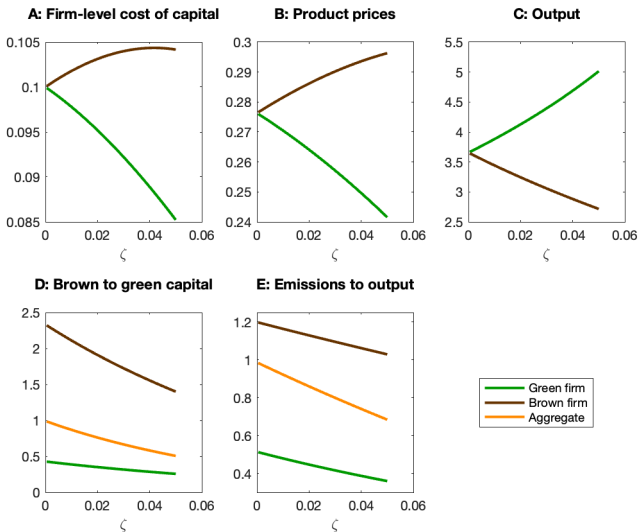 A: Firm-level cost of capital
0.105
0.1
0.095
0.09
0.085
0 0.02 0.04 0.06
ζ
B: Product prices
0.3
0.29
0.28
0.27
0.26
0.25
0.24
0 0.02 0.04 0.06
ζ
C: Output
5.5
5
4.5
4
3.5
3
2.5
0 0.02 0.04 0.06
ζ
D: Brown to green capital
2.5
2
1.5
1
0.5
0
0 0.02 0.04 0.06
ζ
E: Emissions to output
1.2
1
0.8
0.6
0.4
0 0.02 0.04 0.06
ζ
Green firm
Brown firm
Aggregate